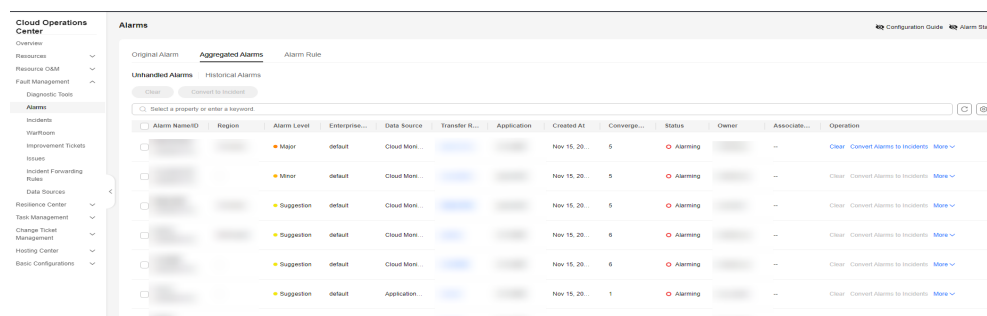 Cloud Operations
Center
Overview
Resources
Resource O&M
Fault Management
Diagnostic Tools
Alarms
Incidents
WarRoom
Improvement Tickets
Issues
Incident Forwarding
Rules
Data Sources
Resilience Center
Task Management
Change Ticket
Management
Hosting Center
Basic Configurations
Alarms
Configuration Guide Alarm Sta
Original Alarm Aggregated Alarms Alarm Rule
Unhandled Alarms Historical Alarms
Clear Convert to Incident
Select a property or enter a keyword.
Alarm Name/ID Region Alarm Level Enterprise... Data Source Transfer R... Application Created At Converge... Status Owner Associate... Operation
Major default Cloud Moni... Nov 15, 20... 5 Alarming -- Clear Convert Alarms to Incidents More
Minor default Cloud Moni... Nov 15, 20... 5 Alarming -- Clear Convert Alarms to Incidents More
Suggestion default Cloud Moni... Nov 15, 20... 5 Alarming -- Clear Convert Alarms to Incidents More
Suggestion default Cloud Moni... Nov 15, 20... 6 Alarming -- Clear Convert Alarms to Incidents More
Suggestion default Cloud Moni... Nov 15, 20... 6 Alarming -- Clear Convert Alarms to Incidents More
Suggestion default Application... Nov 15, 20... 1 Alarming -- Clear Convert Alarms to Incidents More